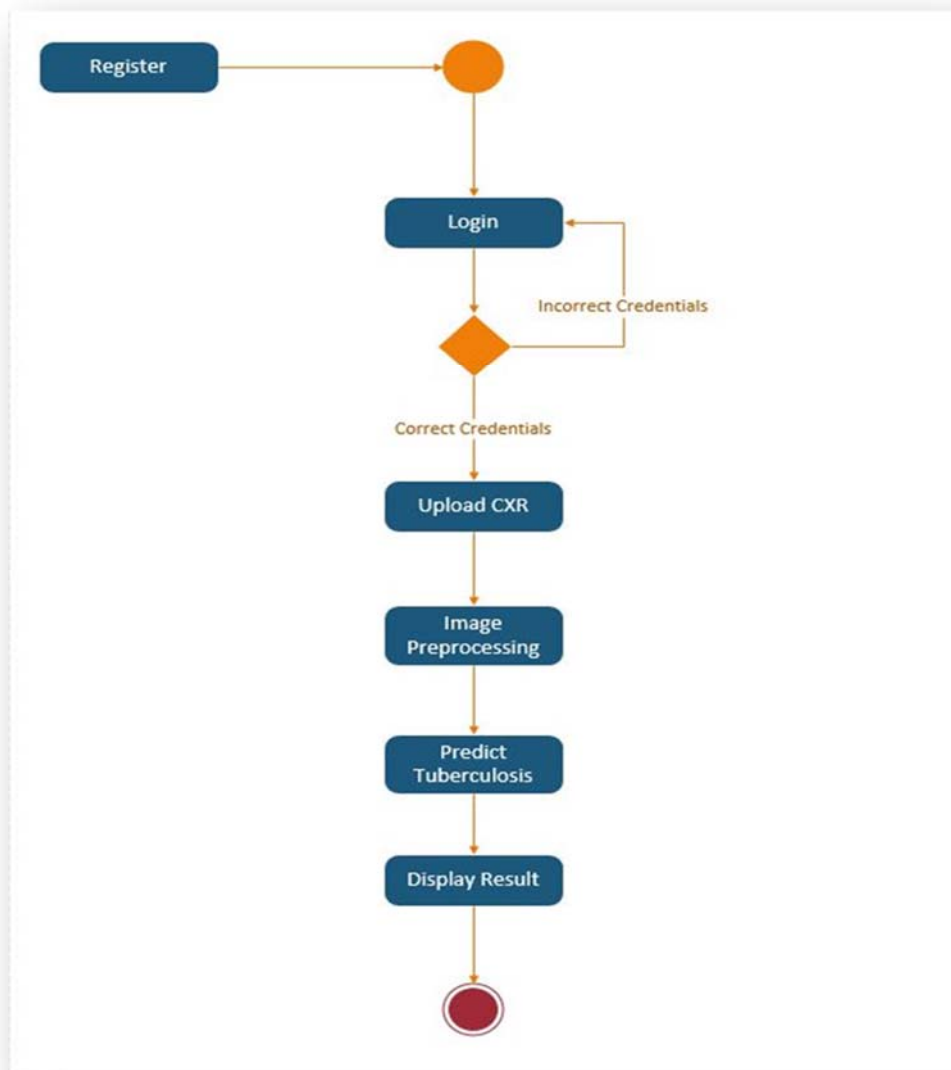 Register
Login
Incorrect Credentials
Correct Credentials
Upload CXR
Image
Preprocessing
Predict
Tuberculosis
Display Result